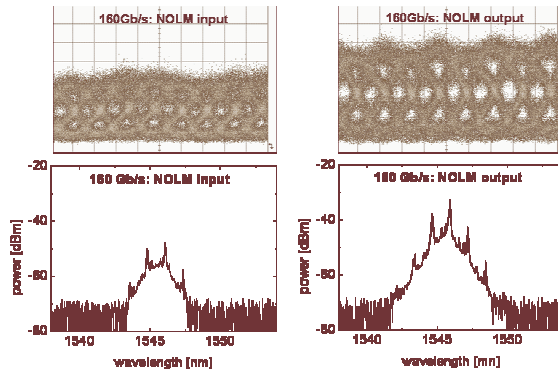 160Gb/s: NOLM input
160Gb/s: NOLM output
-20
-40
-60
-80
power [dBm]
160 Gb/s: NOLM input
1540
1545
1550
wavelength [nm]
-20
-40
-60
-80
power [dBm]
160 Gb/s: NOLM output
1540
1545
1550
wavelength [nm]